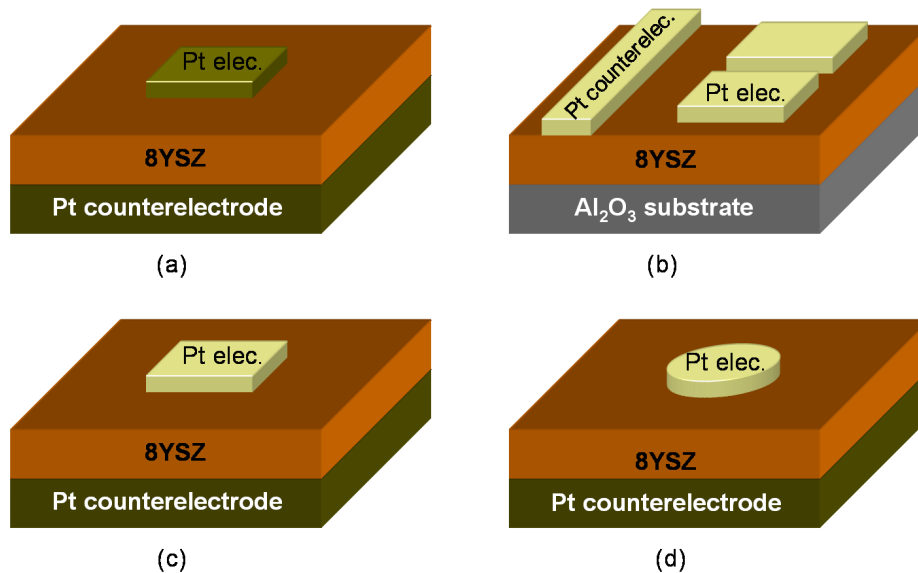 Pt elec.
8YSZ
Pt counterelectrode
(a)
Pt counterelec.
Pt elec.
8YSZ
Al₂O₃ substrate
(b)
Pt elec.
8YSZ
Pt counterelectrode
(c)
Pt elec.
8YSZ
Pt counterelectrode
(d)